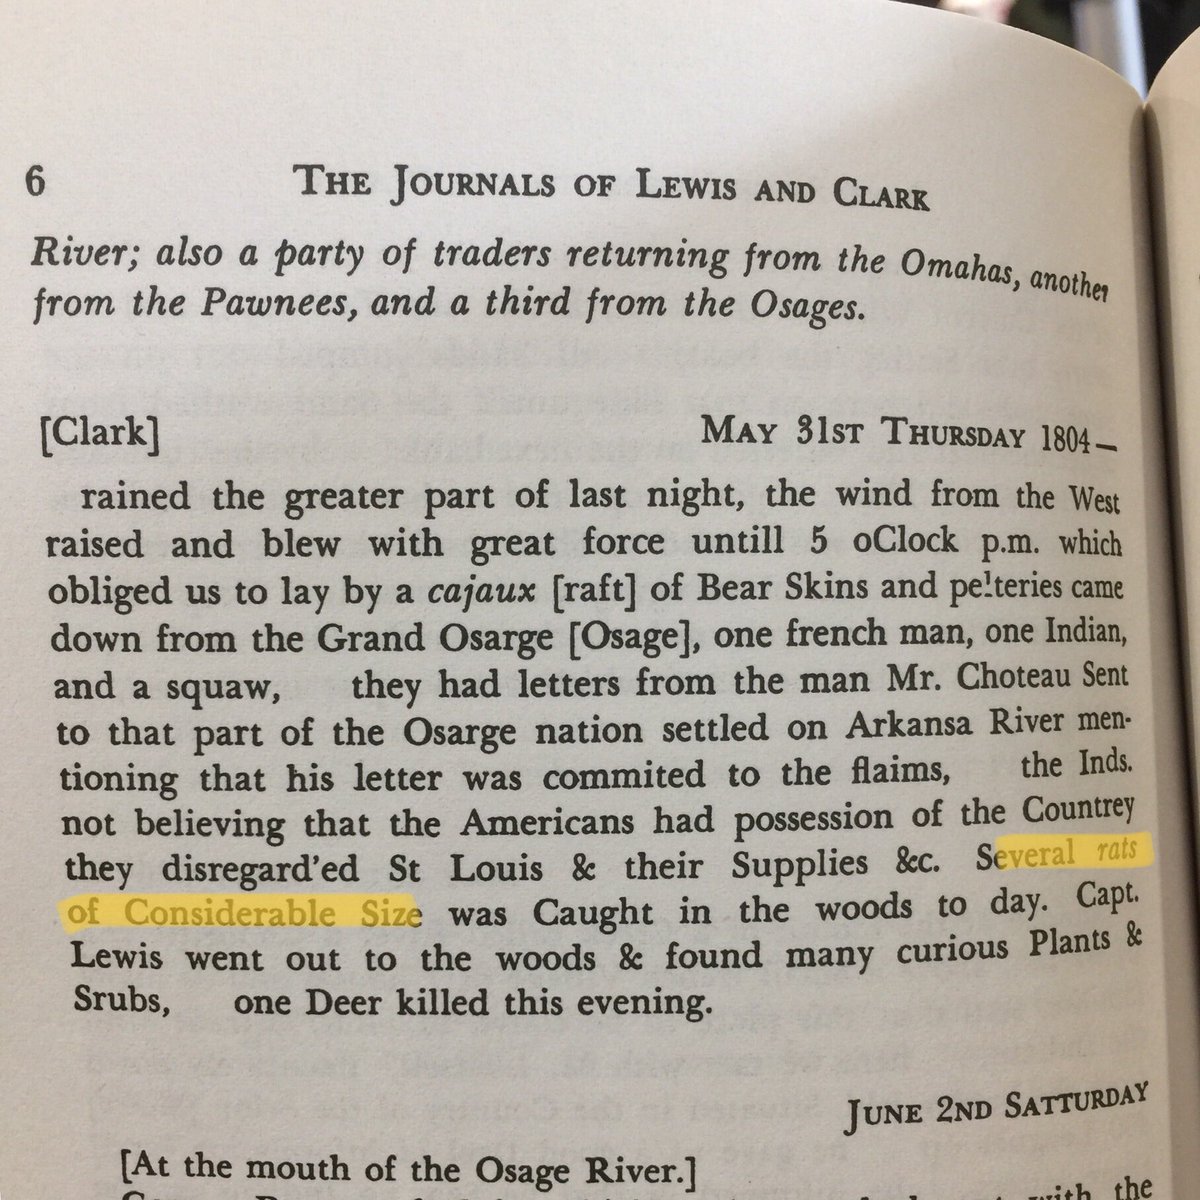 6 THE JOURNALS OF LEWIS AND CLARK
River; also a party of traders returning from the Omahas, another
from the Pawnees, and a third from the Osages.
[Clark] MAY 31ST THURSDAY 1804—
rained the greater part of last night, the wind from the West
raised and blew with great force untill 5 oClock p.m. which
obliged us to lay by a cajaux [raft] of Bear Skins and pelteries came
down from the Grand Osarge [Osage], one french man, one Indian,
and a squaw, they had letters from the man Mr. Choteau Sent
to that part of the Osarge nation settled on Arkansa River men-
tioning that his letter was commited to the flaims, the Inds.
not believing that the Americans had possession of the Countrey
they disregard'ed St Louis & their Supplies &c. Several rats
of Considerable Size was Caught in the woods to day. Capt.
Lewis went out to the woods & found many curious Plants &
Srubs, one Deer killed this evening.
JUNE 2ND SATTURDAY
[At the mouth of the Osage River.]
with the